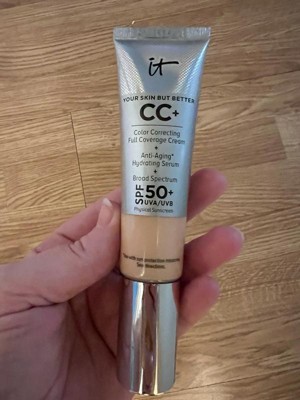 it
YOUR SKIN BUT BETTER
CC+
Color Correcting
Full Coverage Cream
+
Anti-Aging*
Hydrating Serum
+
Broad Spectrum
SPF 50+
UVA/UVB
Physical Sunscreen